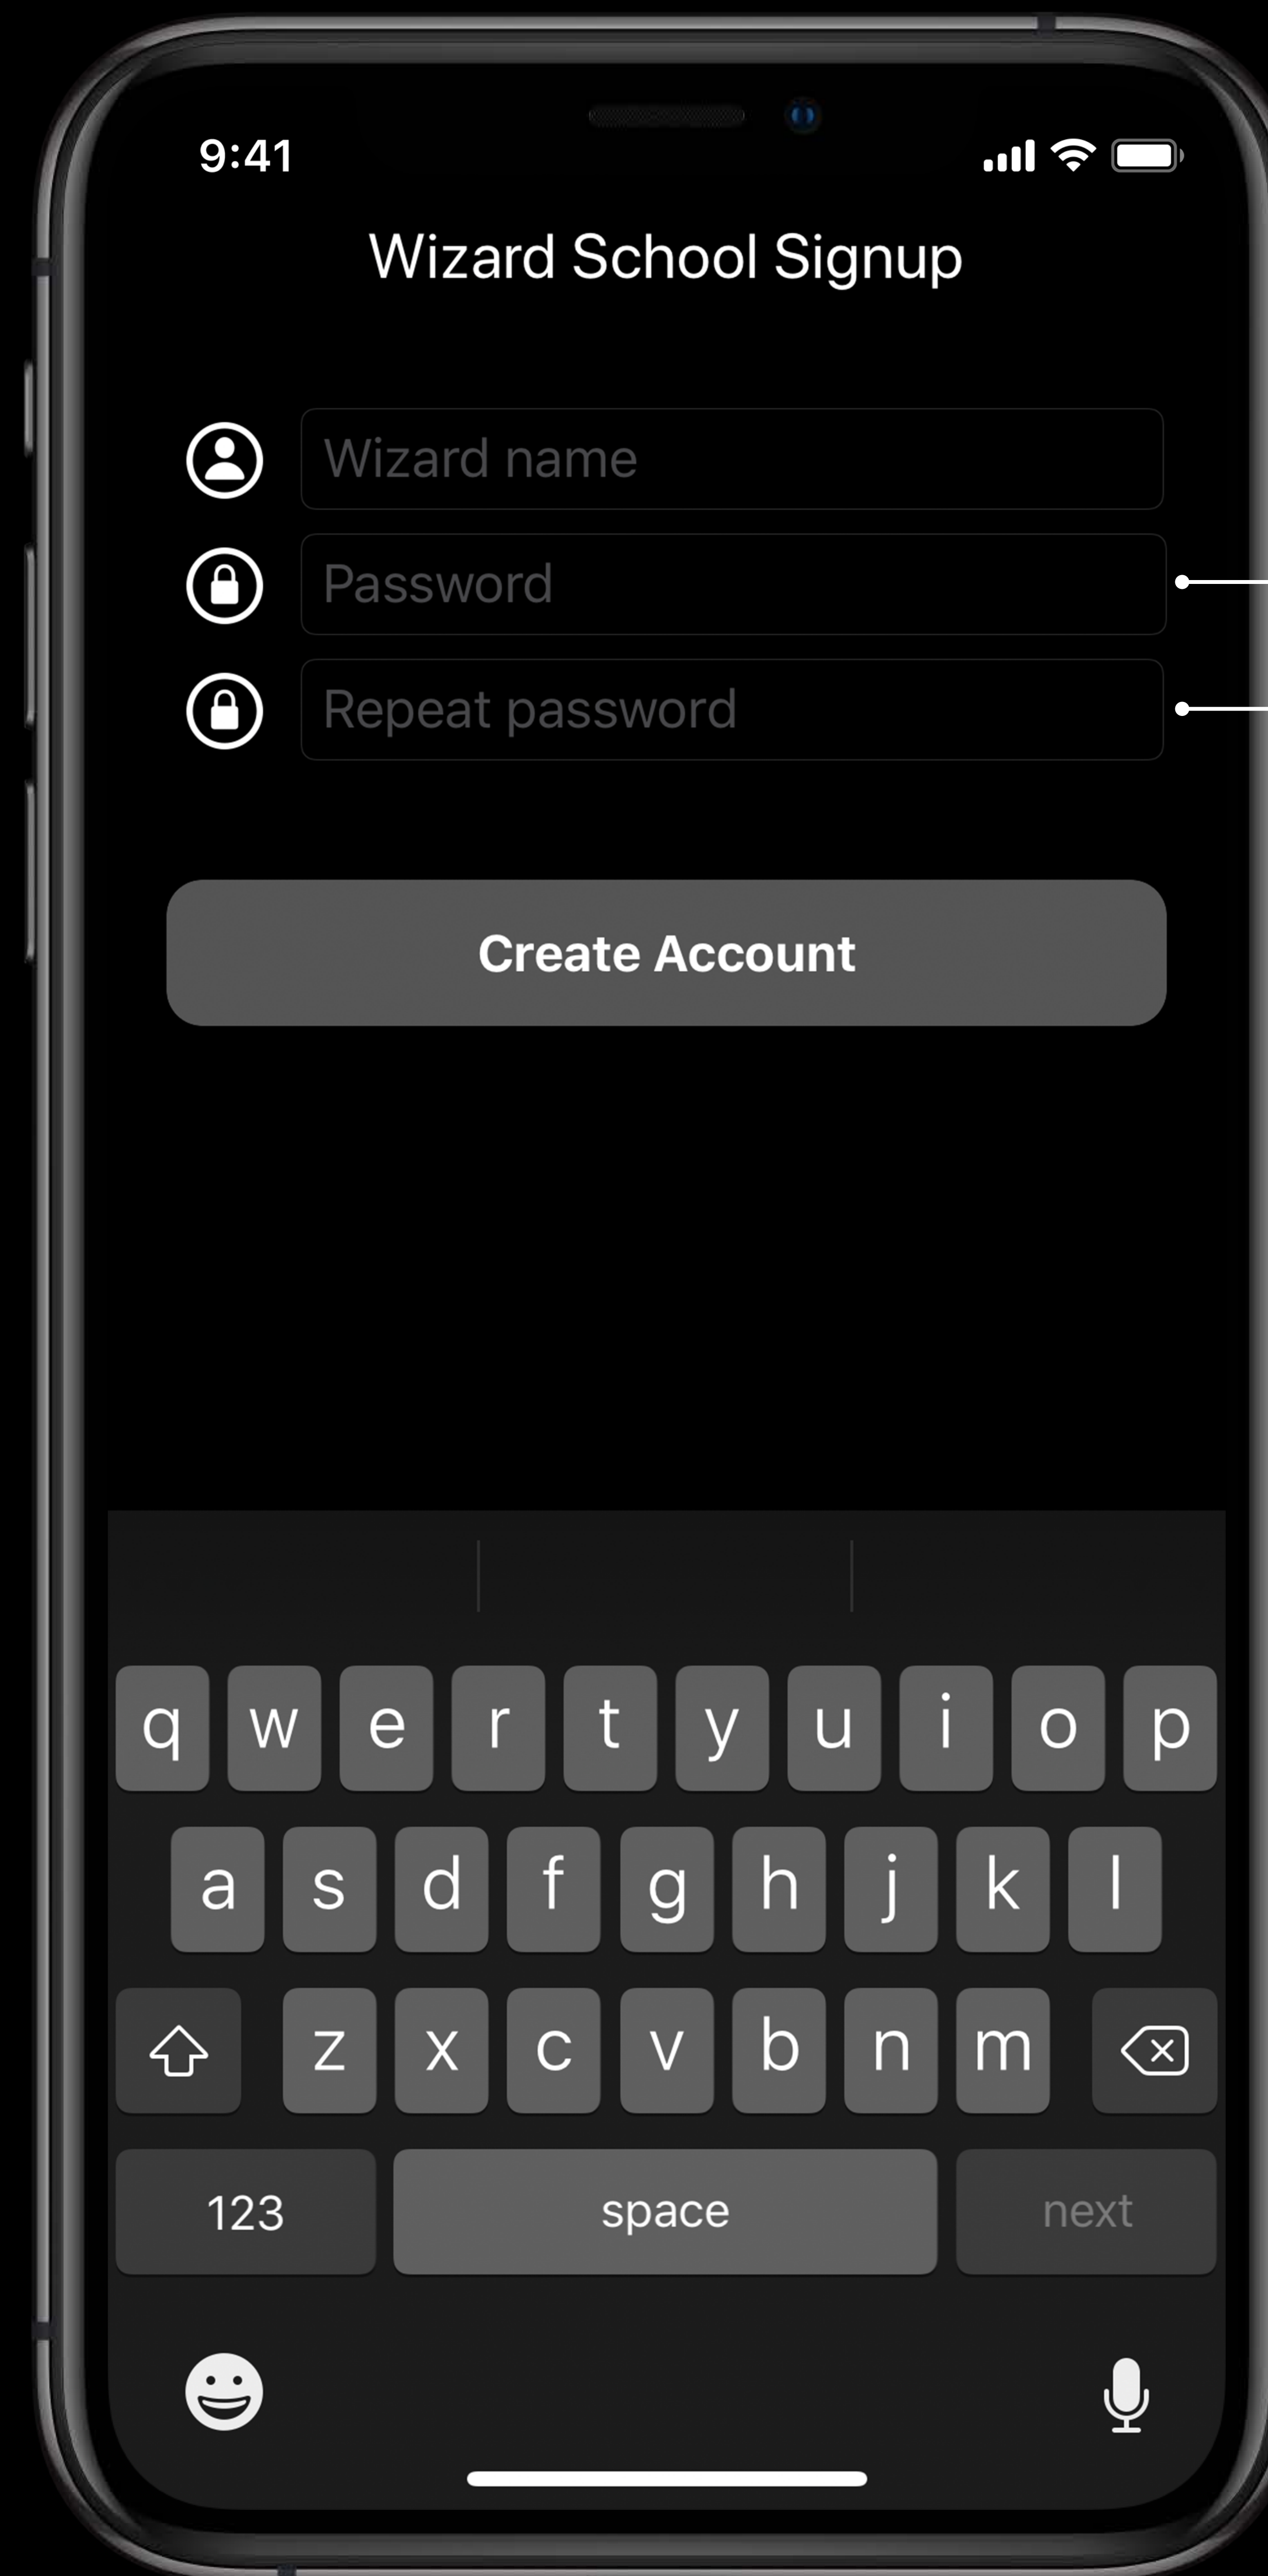 9:41
Wizard School Signup
Wizard name
Password
Repeat password
Create Account
q w e r t y u i o p
a s d f g h j k l
z x c v b n m
123 space next